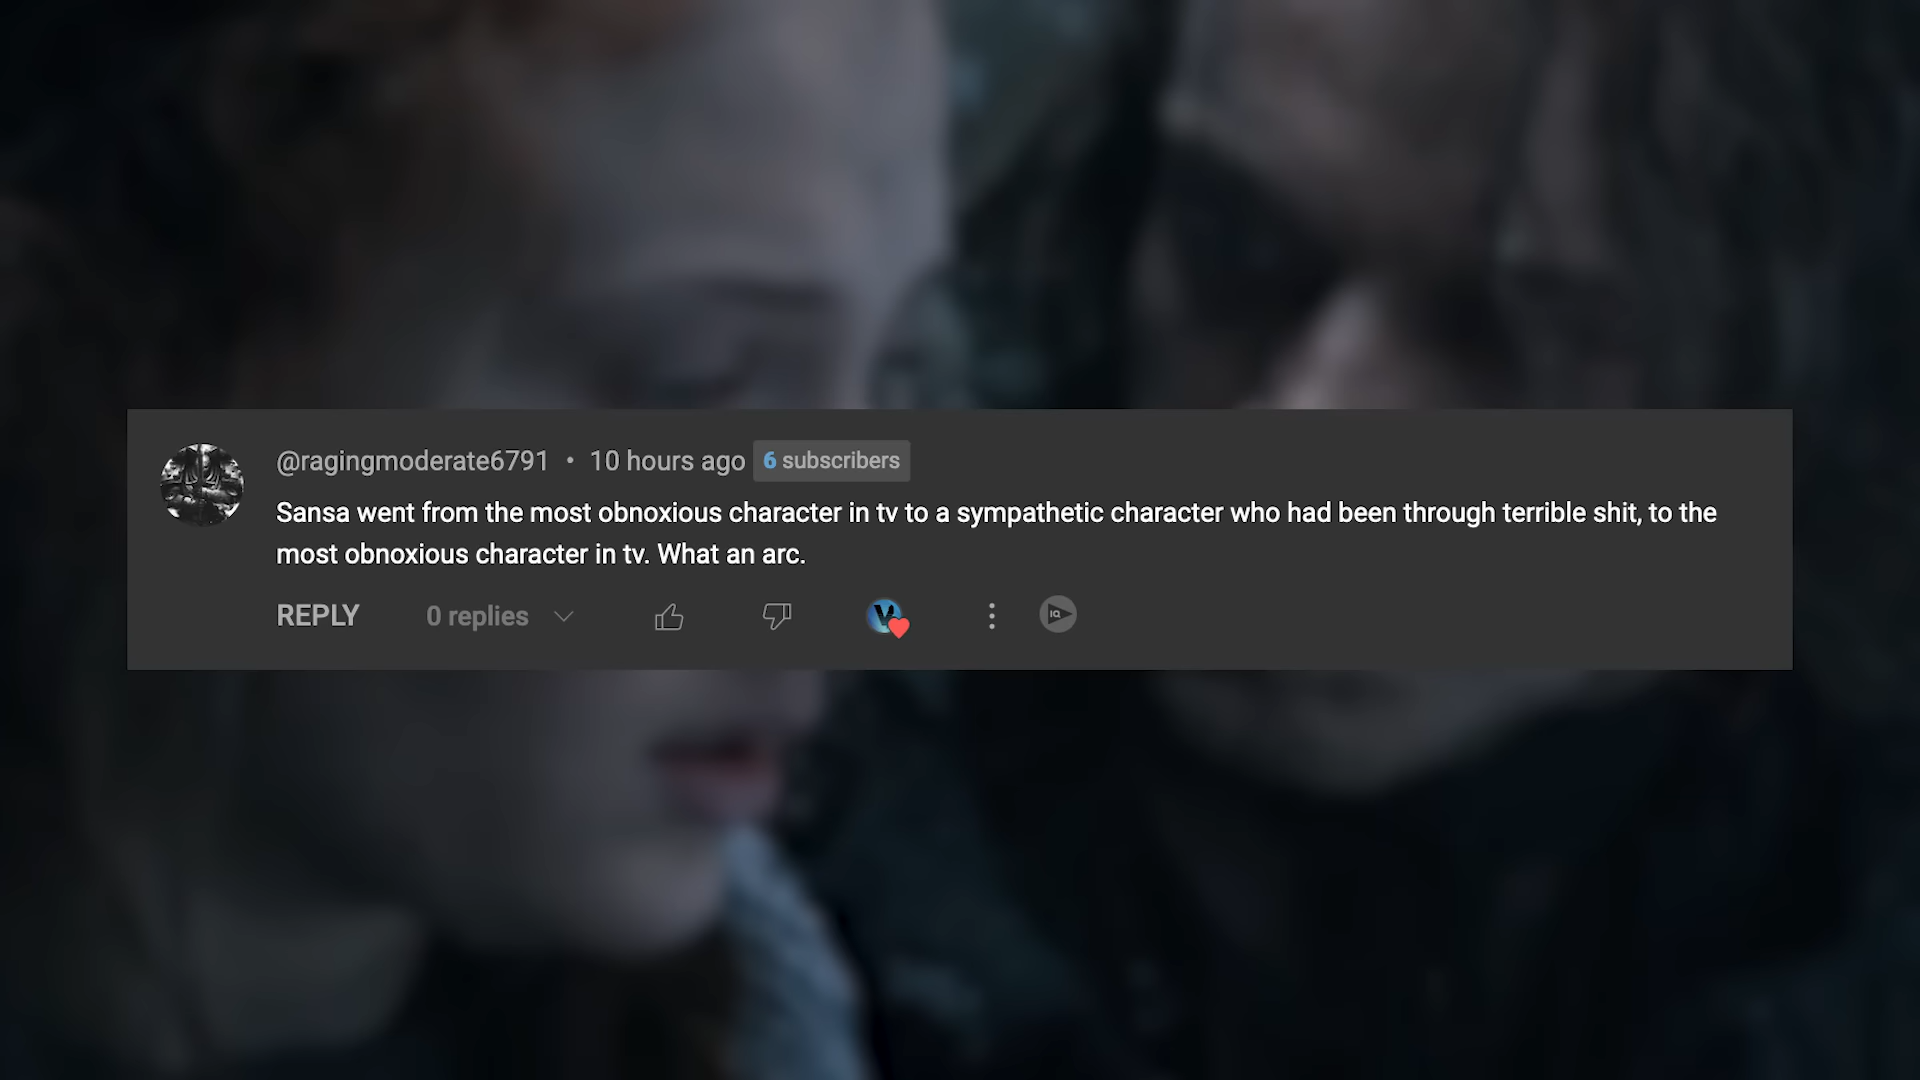 @ragingmoderate6791 • 10 hours ago 6 subscribers
Sansa went from the most obnoxious character in tv to a sympathetic character who had been through terrible shit, to the
most obnoxious character in tv. What an arc.
REPLY 0 replies V IQ